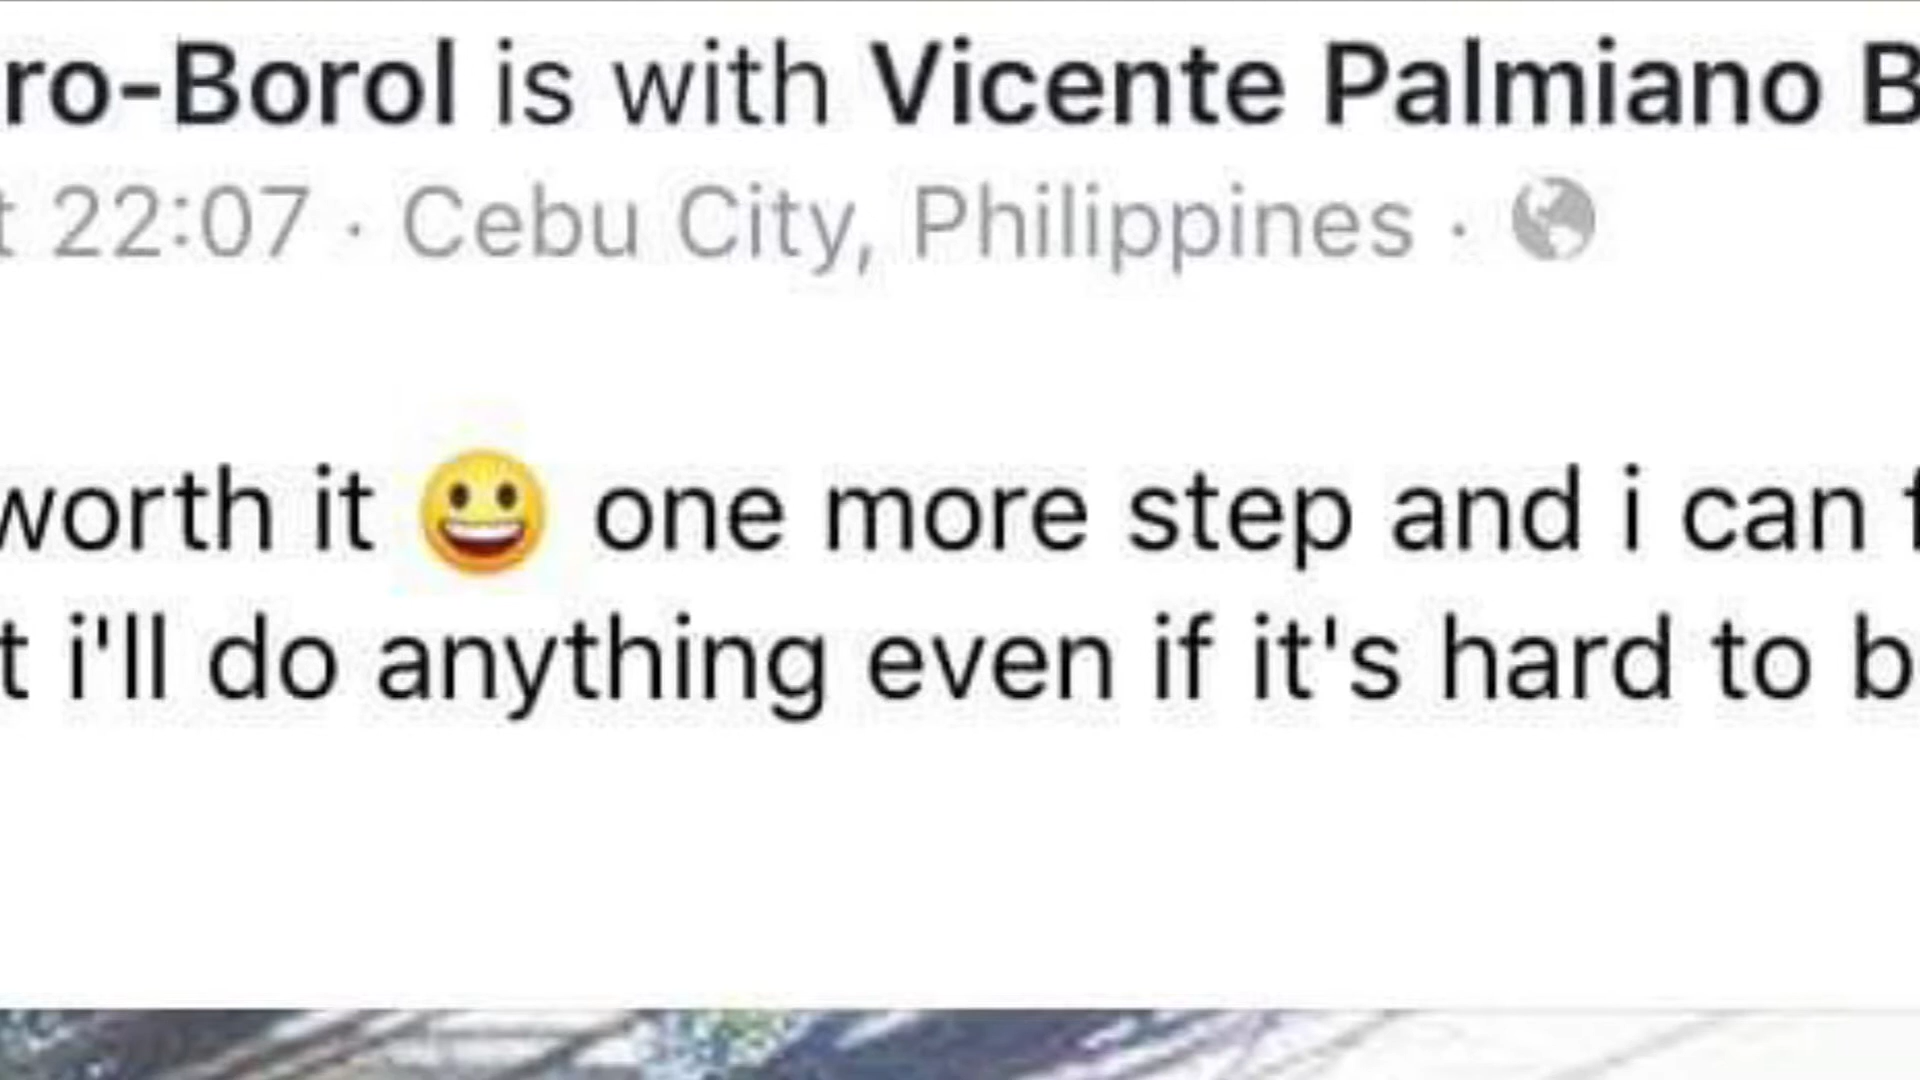 ro-Borol is with Vicente Palmiano B
t 22:07 · Cebu City, Philippines ·
worth it 😀 one more step and i can f
t i'll do anything even if it's hard to b